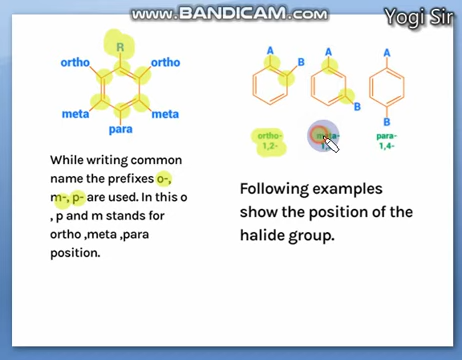 www.BANDICAM.com
Yogi Sir
R
ortho
ortho
meta
meta
para
A
B
A
B
A
B
ortho-
1,2-
meta-
para-
1,4-
While writing common
name the prefixes o-,
m-, p- are used. In this o
, p and m stands for
ortho ,meta ,para
position.
Following examples
show the position of the
halide group.